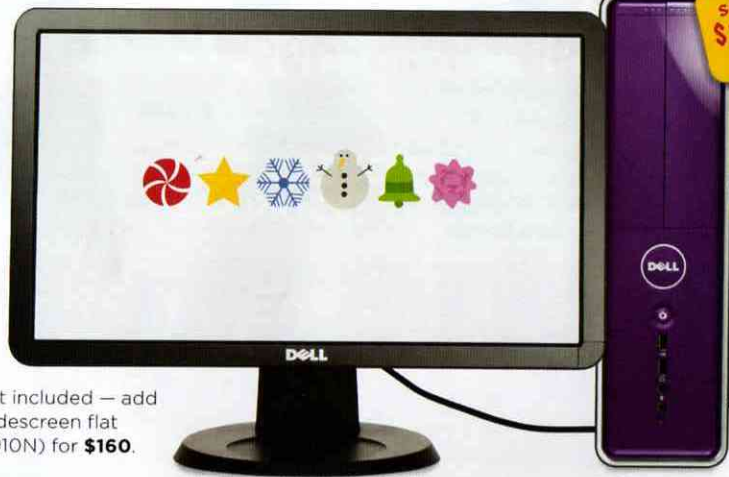 $
DELL
DELL
t included — add
descreen flat
10N) for $160.